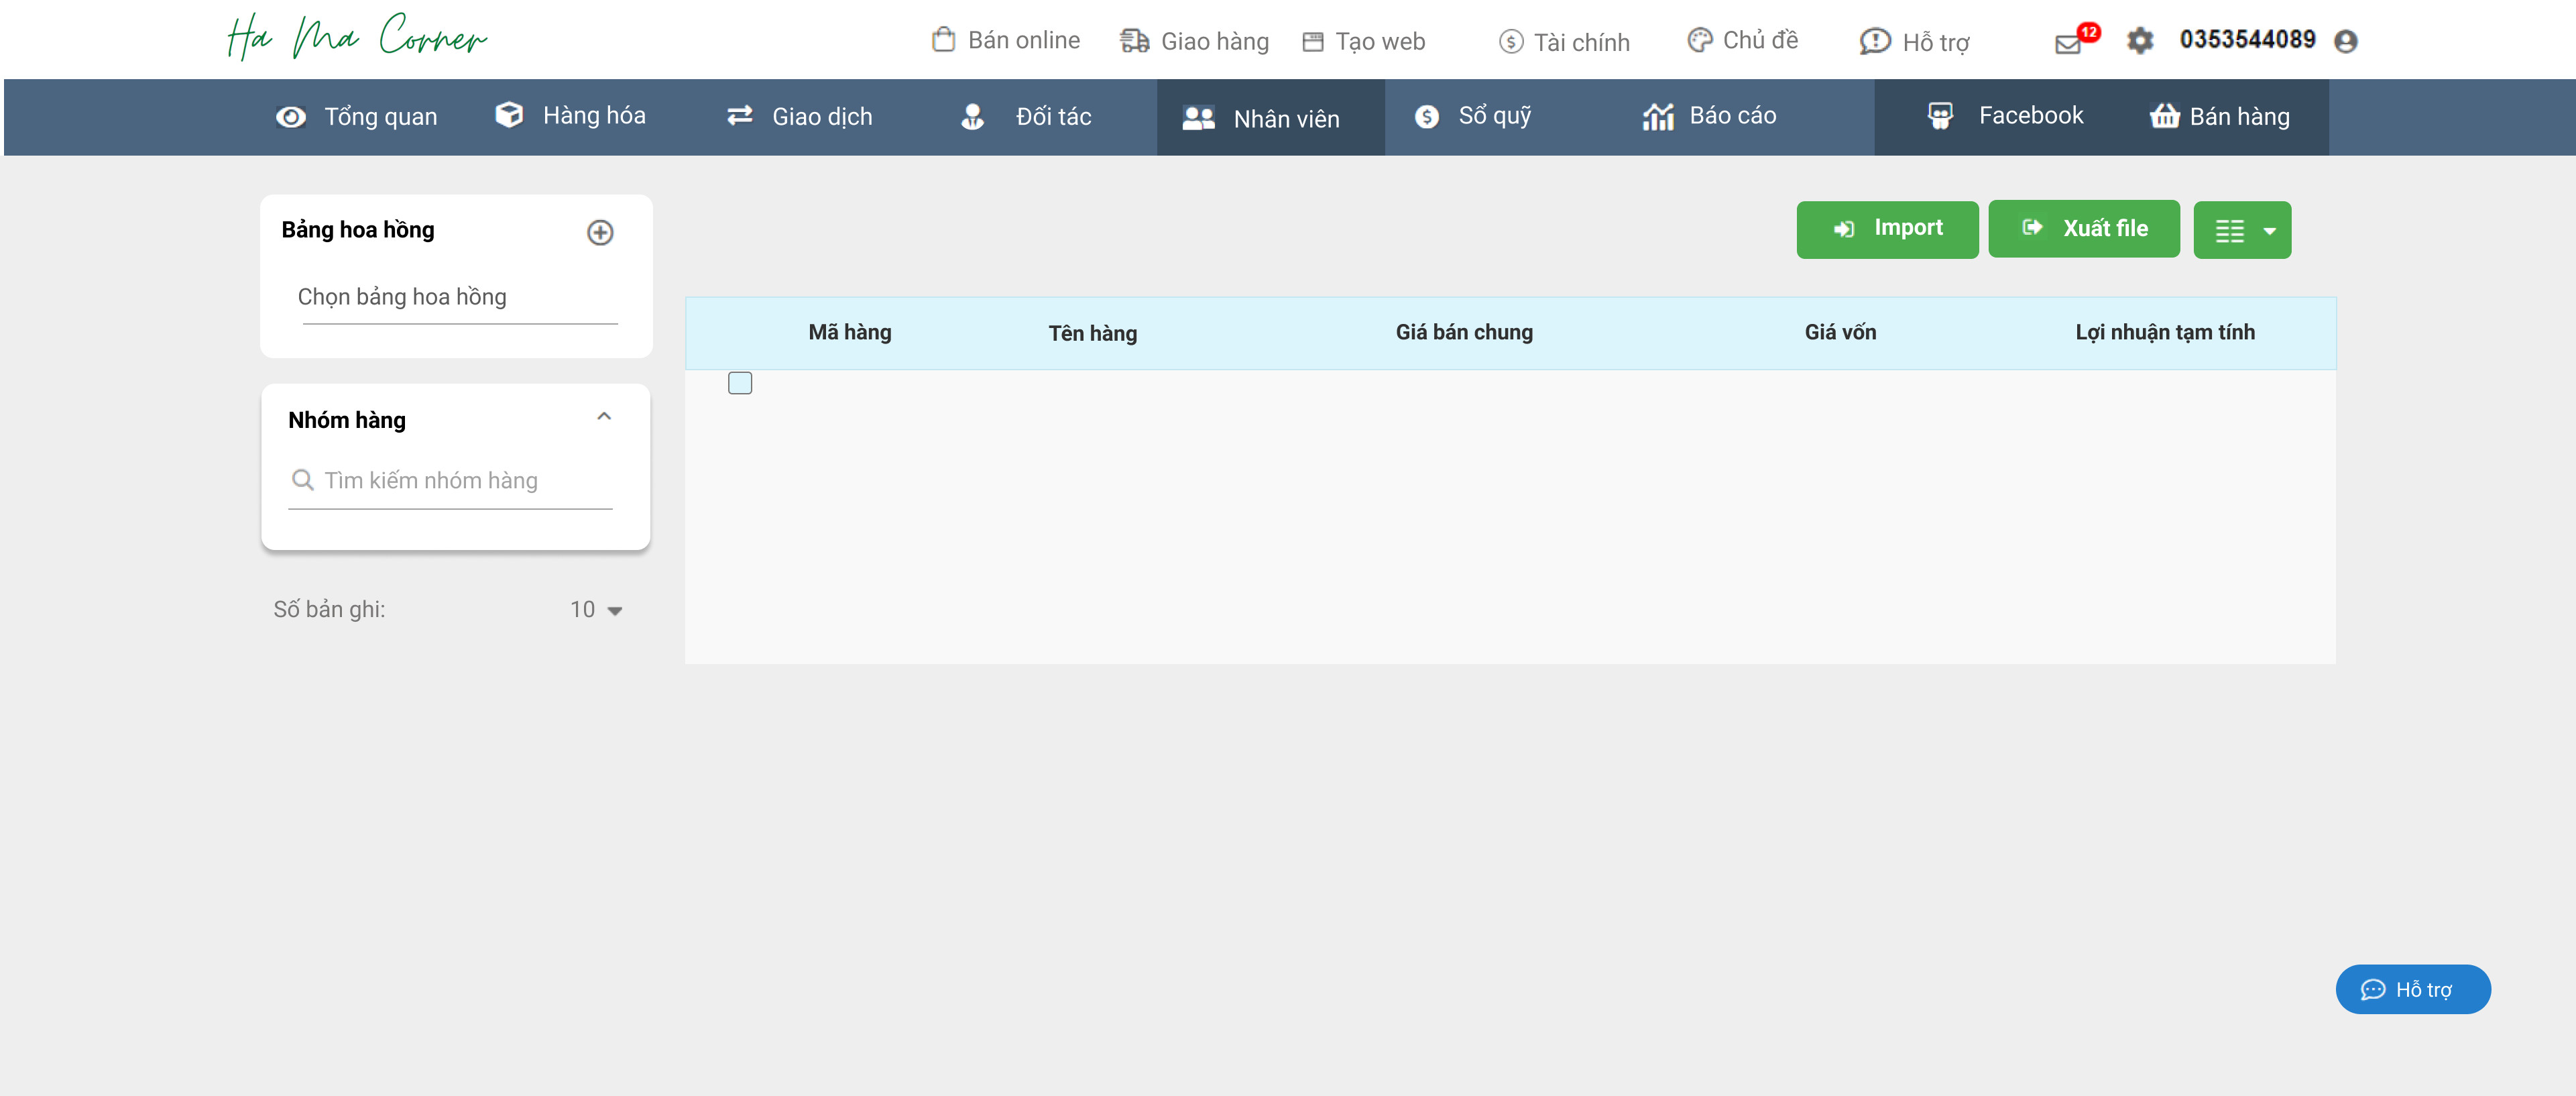 Ha Ma Corner
Bán online Giao hàng Tạo web Tài chính Chủ đề Hỗ trợ 12 0353544089
Tổng quan Hàng hóa Giao dịch Đối tác Nhân viên Sổ quỹ Báo cáo Facebook Bán hàng
Bảng hoa hồng
Chọn bảng hoa hồng
Nhóm hàng
Tìm kiếm nhóm hàng
Số bản ghi: 10
Import Xuất file
Mã hàng Tên hàng Giá bán chung Giá vốn Lợi nhuận tạm tính
Hỗ trợ